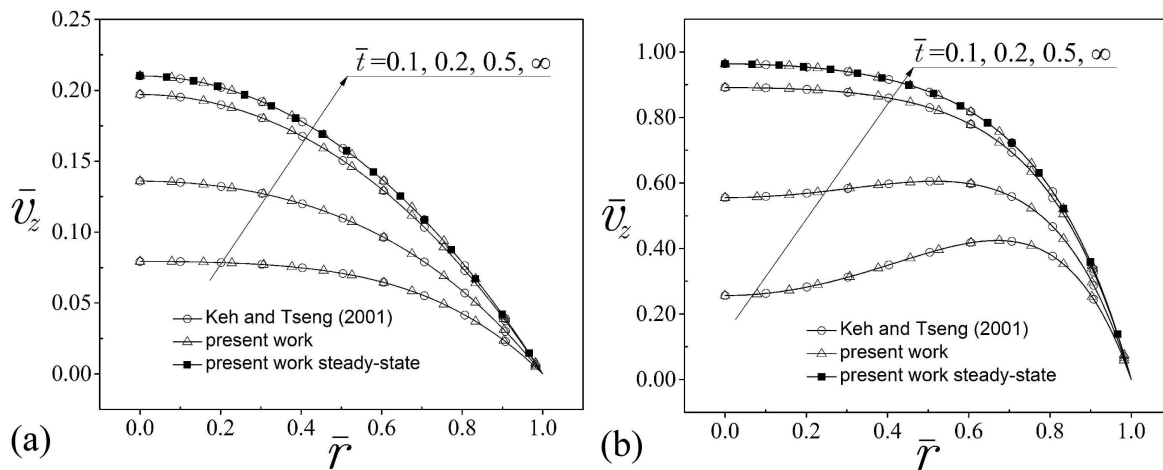 0.25
0.20
0.15
0.10
0.05
0.00
v̄z
t̄=0.1, 0.2, 0.5, ∞
Keh and Tseng (2001)
present work
present work steady-state
0.0 0.2 0.4 0.6 0.8 1.0
(a)
r̄
1.00
0.80
0.60
0.40
0.20
0.00
v̄z
t̄=0.1, 0.2, 0.5, ∞
Keh and Tseng (2001)
present work
present work steady-state
0.0 0.2 0.4 0.6 0.8 1.0
(b)
r̄